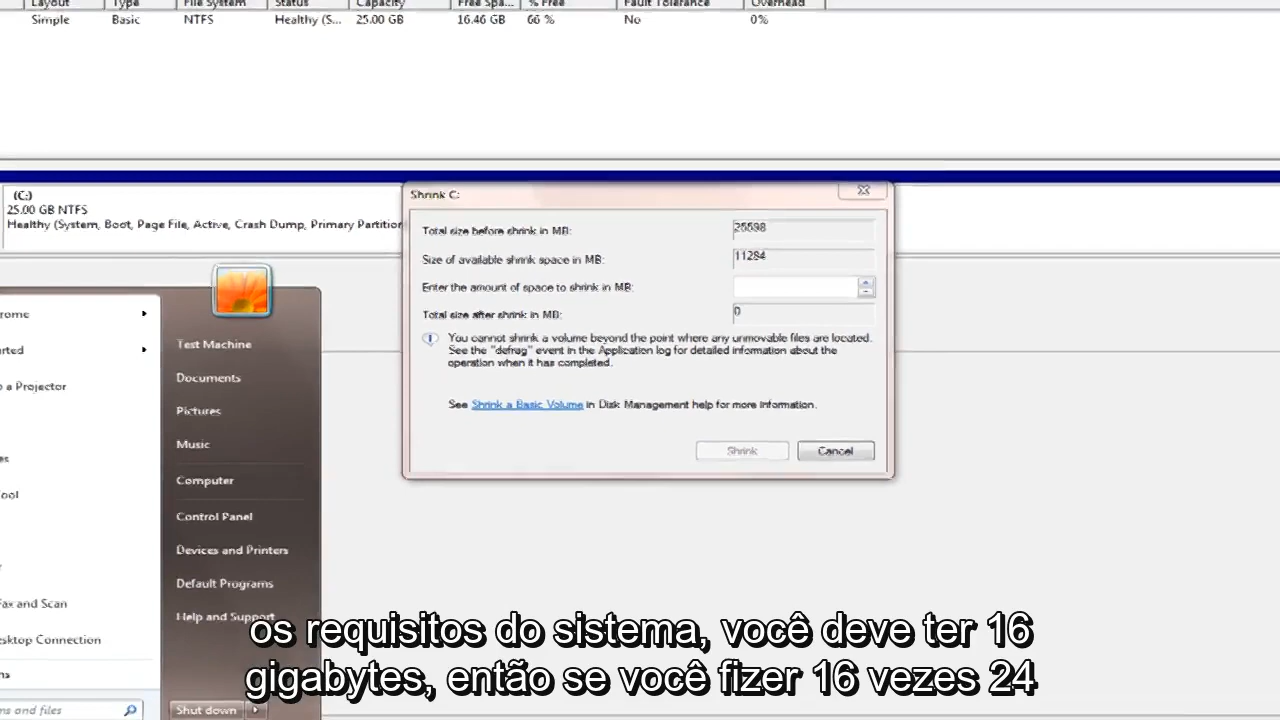 Layout Type File System Status Capacity Free Spa... % Free Fault Tolerance Overhead
Simple Basic NTFS Healthy (S... 25.00 GB 16.46 GB 66 % No 0%
(C:)
25.00 GB NTFS
Healthy (System, Boot, Page File, Active, Crash Dump, Primary Partition
Shrink C:
Total size before shrink in MB: 25598
Size of available shrink space in MB: 11284
Enter the amount of space to shrink in MB:
Total size after shrink in MB: 0
You cannot shrink a volume beyond the point where any unmovable files are located.
See the "defrag" event in the Application log for detailed information about the
operation when it has completed.
See Shrink a Basic Volume in Disk Management help for more information.
Shrink Cancel
Test Machine
Documents
a Projector
Pictures
Music
Computer
Control Panel
Devices and Printers
Default Programs
Fax and Scan
Help and Support
Desktop Connection
and files
Shut down
os requisitos do sistema, você deve ter 16
gigabytes, então se você fizer 16 vezes 24